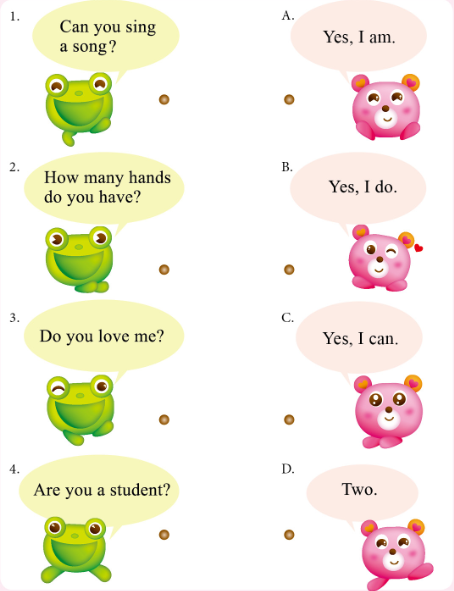 1.
Can you sing
a song?
A.
Yes, I am.
2.
How many hands
do you have?
B.
Yes, I do.
3.
Do you love me?
C.
Yes, I can.
4.
Are you a student?
D.
Two.